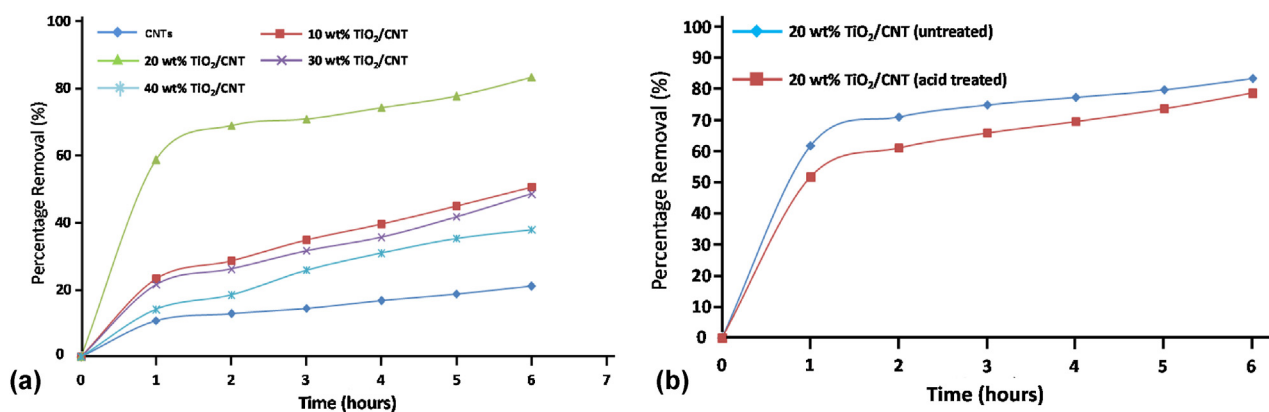 100
80
60
40
20
0
Percentage Removal (%)
CNTs
10 wt% TiO₂/CNT
20 wt% TiO₂/CNT
30 wt% TiO₂/CNT
40 wt% TiO₂/CNT
0 1 2 3 4 5 6 7
Time (hours)
(a)
100
90
80
70
60
50
40
30
20
10
0
Percentage Removal (%)
20 wt% TiO₂/CNT (untreated)
20 wt% TiO₂/CNT (acid treated)
0 1 2 3 4 5 6
Time (hours)
(b)